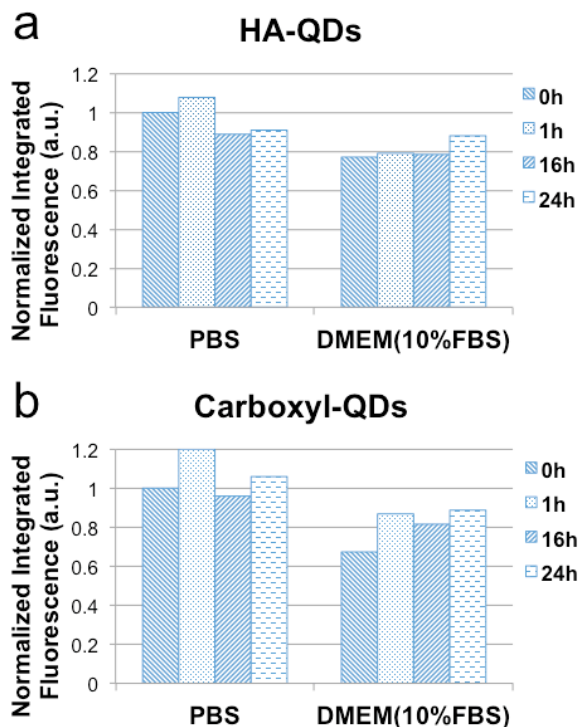 a
HA-QDs
Normalized Integrated
Fluorescence (a.u.)
1.2
1
0.8
0.6
0.4
0.2
0
PBS
DMEM(10%FBS)
0h
1h
16h
24h
b
Carboxyl-QDs
Normalized Integrated
Fluorescence (a.u.)
1.2
1
0.8
0.6
0.4
0.2
0
PBS
DMEM(10%FBS)
0h
1h
16h
24h